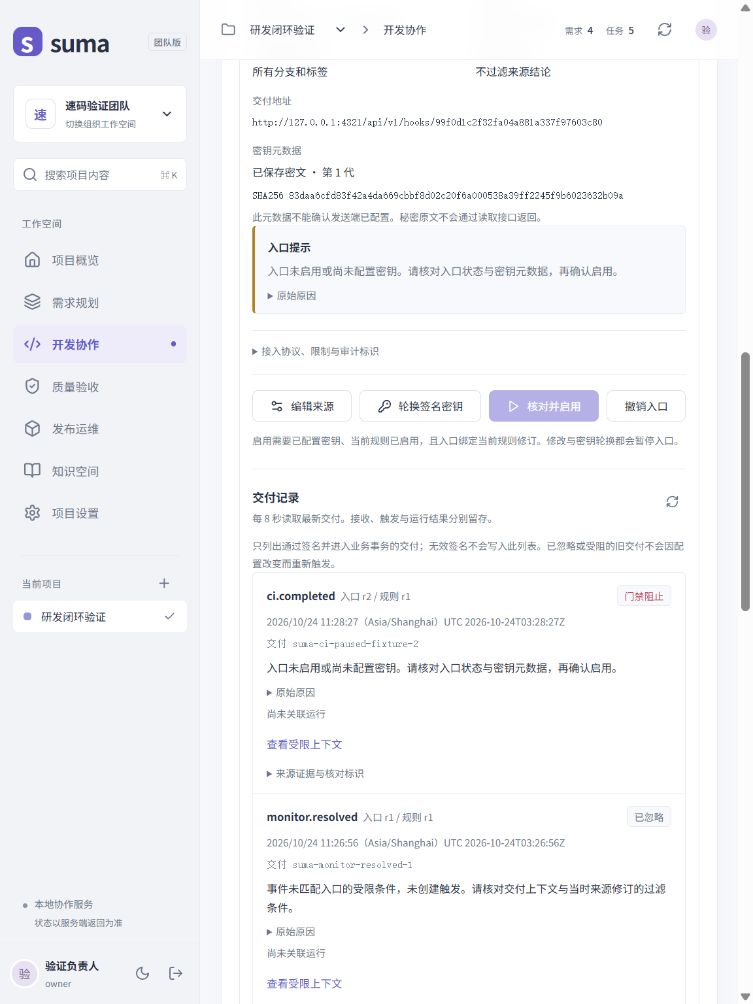 suma
团队版
速
速码验证团队
切换组织工作空间
搜索项目内容
⌘K
工作空间
项目概览
需求规划
开发协作
质量验收
发布运维
知识空间
项目设置
当前项目
研发闭环验证
本地协作服务
状态以服务端返回为准
验
验证负责人
owner
研发闭环验证
开发协作
需求 4 任务 5
验
所有分支和标签
不过滤来源结论
交付地址
http://127.0.0.1:4321/api/v1/hooks/99f0d1c2f32fa04a881a337f97603c80
密钥元数据
已保存密文 · 第 1 代
SHA256 83daa6cfd83f42a4da669cbbf8d02c20f6a000538a39ff2245f9b6023632b09a
此元数据不能确认发送端已配置。秘密原文不会通过读取接口返回。
入口提示
入口未启用或尚未配置密钥。请核对入口状态与密钥元数据，再确认启用。
原始原因
接入协议、限制与审计标识
编辑来源
轮换签名密钥
核对并启用
撤销入口
启用需要已配置密钥、当前规则已启用，且入口绑定当前规则修订。修改与密钥轮换都会暂停入口。
交付记录
每 8 秒读取最新交付。接收、触发与运行结果分别留存。
只列出通过签名并进入业务事务的交付；无效签名不会写入此列表。已忽略或受阻的旧交付不会因配
置改变而重新触发。
ci.completed 入口 r2 / 规则 r1
门禁阻止
2026/10/24 11:28:27（Asia/Shanghai）UTC 2026-10-24T03:28:27Z
交付 suma-ci-paused-fixture-2
入口未启用或尚未配置密钥。请核对入口状态与密钥元数据，再确认启用。
原始原因
尚未关联运行
查看受限上下文
来源证据与核对标识
monitor.resolved 入口 r1 / 规则 r1
已忽略
2026/10/24 11:26:56（Asia/Shanghai）UTC 2026-10-24T03:26:56Z
交付 suma-monitor-resolved-1
事件未匹配入口的受限条件，未创建触发。请核对交付上下文与当时来源修订的过滤
条件。
原始原因
尚未关联运行
查看受限上下文